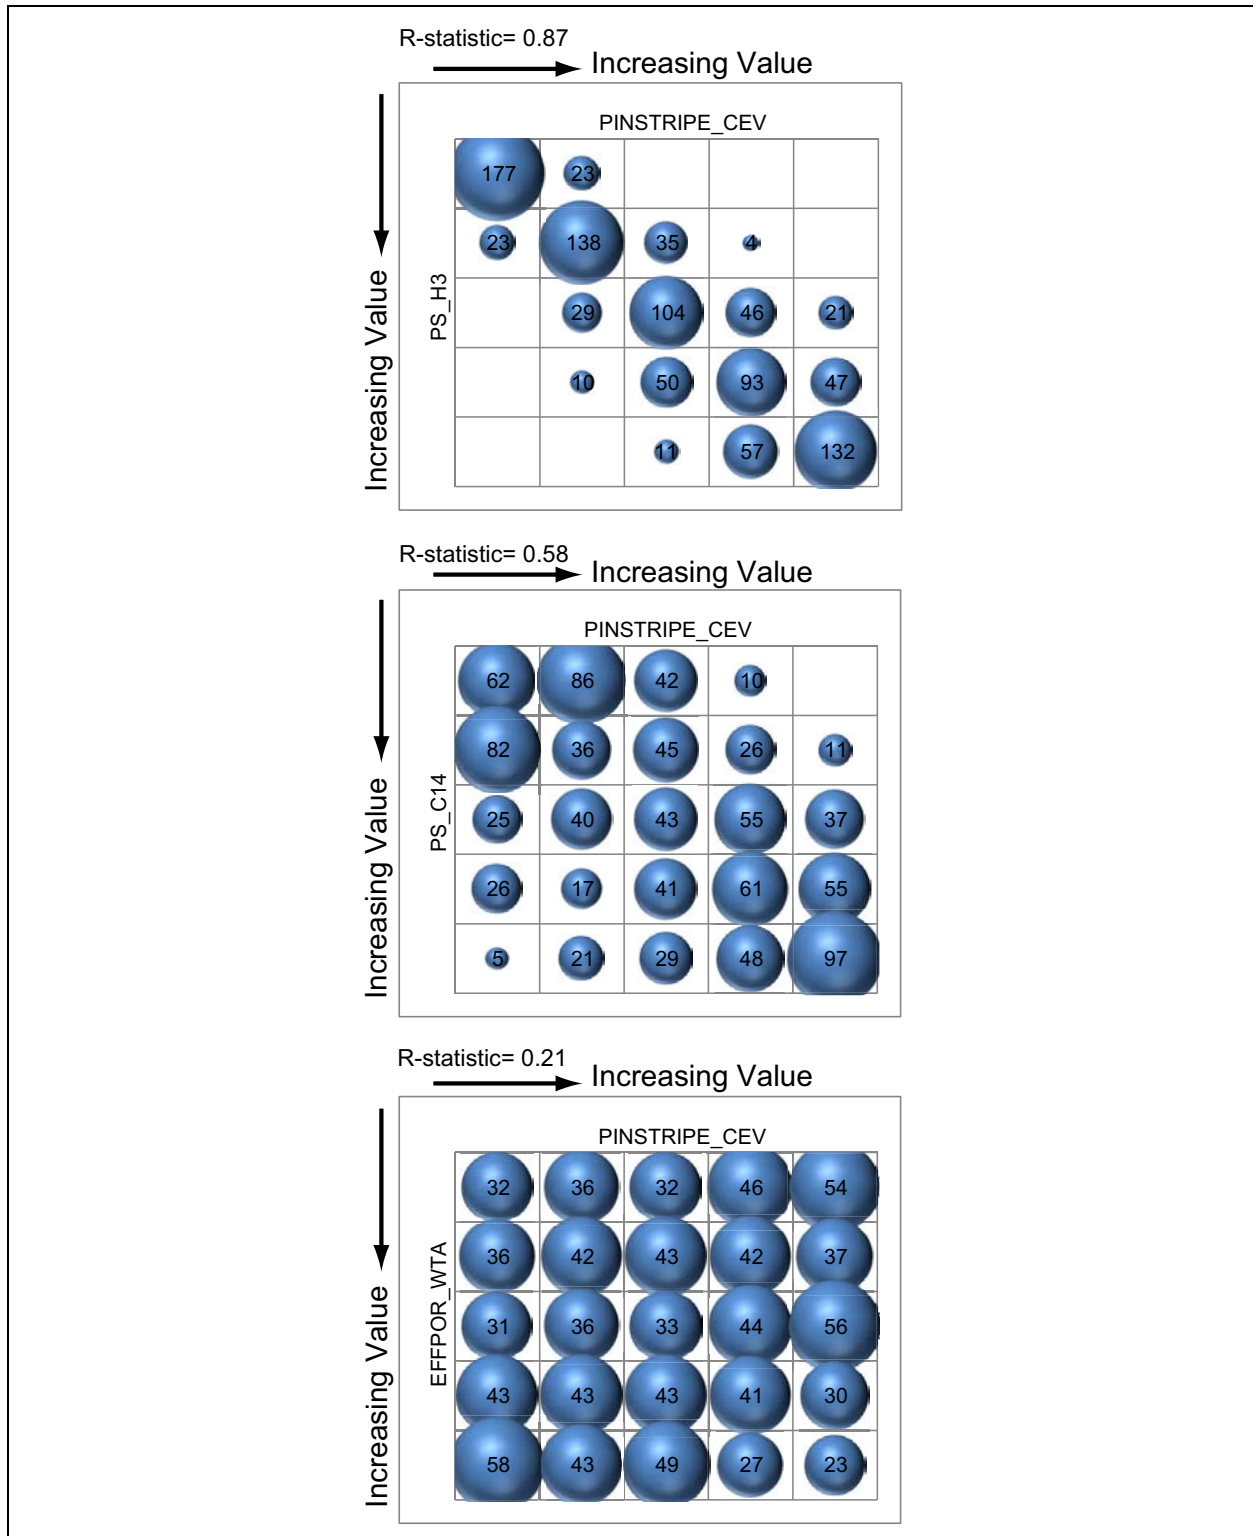 R-statistic= 0.87
Increasing Value
PINSTRIPE_CEV
Increasing Value
PS_H3
177 23
23 138 35 4
29 104 46 21
10 50 93 47
11 57 132
R-statistic= 0.58
Increasing Value
PINSTRIPE_CEV
Increasing Value
PS_C14
62 86 42 10
82 36 45 26 11
25 40 43 55 37
26 17 41 61 55
5 21 29 48 97
R-statistic= 0.21
Increasing Value
PINSTRIPE_CEV
Increasing Value
EFFPOR_WTA
32 36 32 46 54
36 42 43 42 37
31 36 33 44 56
43 43 43 41 30
58 43 49 27 23